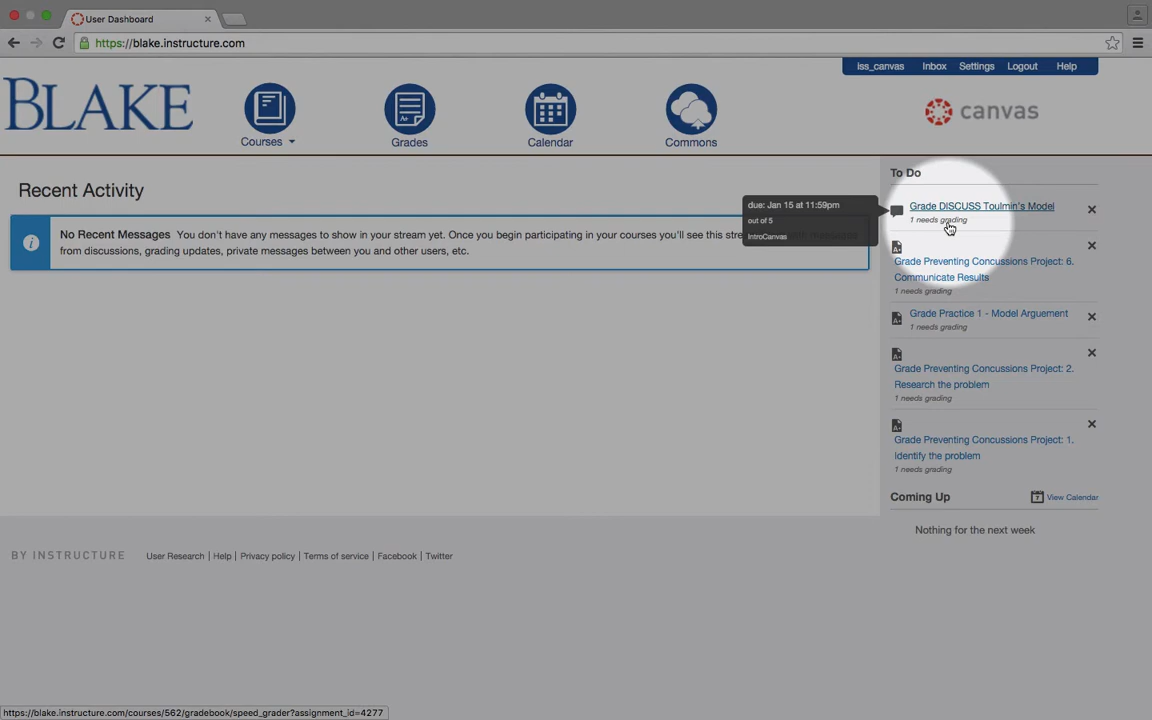 User Dashboard
https://blake.instructure.com
iss_canvas Inbox Settings Logout Help
BLAKE
Courses
Grades
Calendar
Commons
canvas
Recent Activity
No Recent Messages You don't have any messages to show in your stream yet. Once you begin participating in your courses you'll see this stre
from discussions, grading updates, private messages between you and other users, etc.
due: Jan 15 at 11:59pm
out of 5
IntroCanvas
To Do
Grade DISCUSS Toulmin's Model
1 needs grading
Grade Preventing Concussions Project: 6.
Communicate Results
1 needs grading
Grade Practice 1 - Model Arguement
1 needs grading
Grade Preventing Concussions Project: 2.
Research the problem
1 needs grading
Grade Preventing Concussions Project: 1.
Identify the problem
1 needs grading
Coming Up
View Calendar
Nothing for the next week
BY INSTRUCTURE
User Research | Help | Privacy policy | Terms of service | Facebook | Twitter
https://blake.instructure.com/courses/562/gradebook/speed_grader?assignment_id=4277